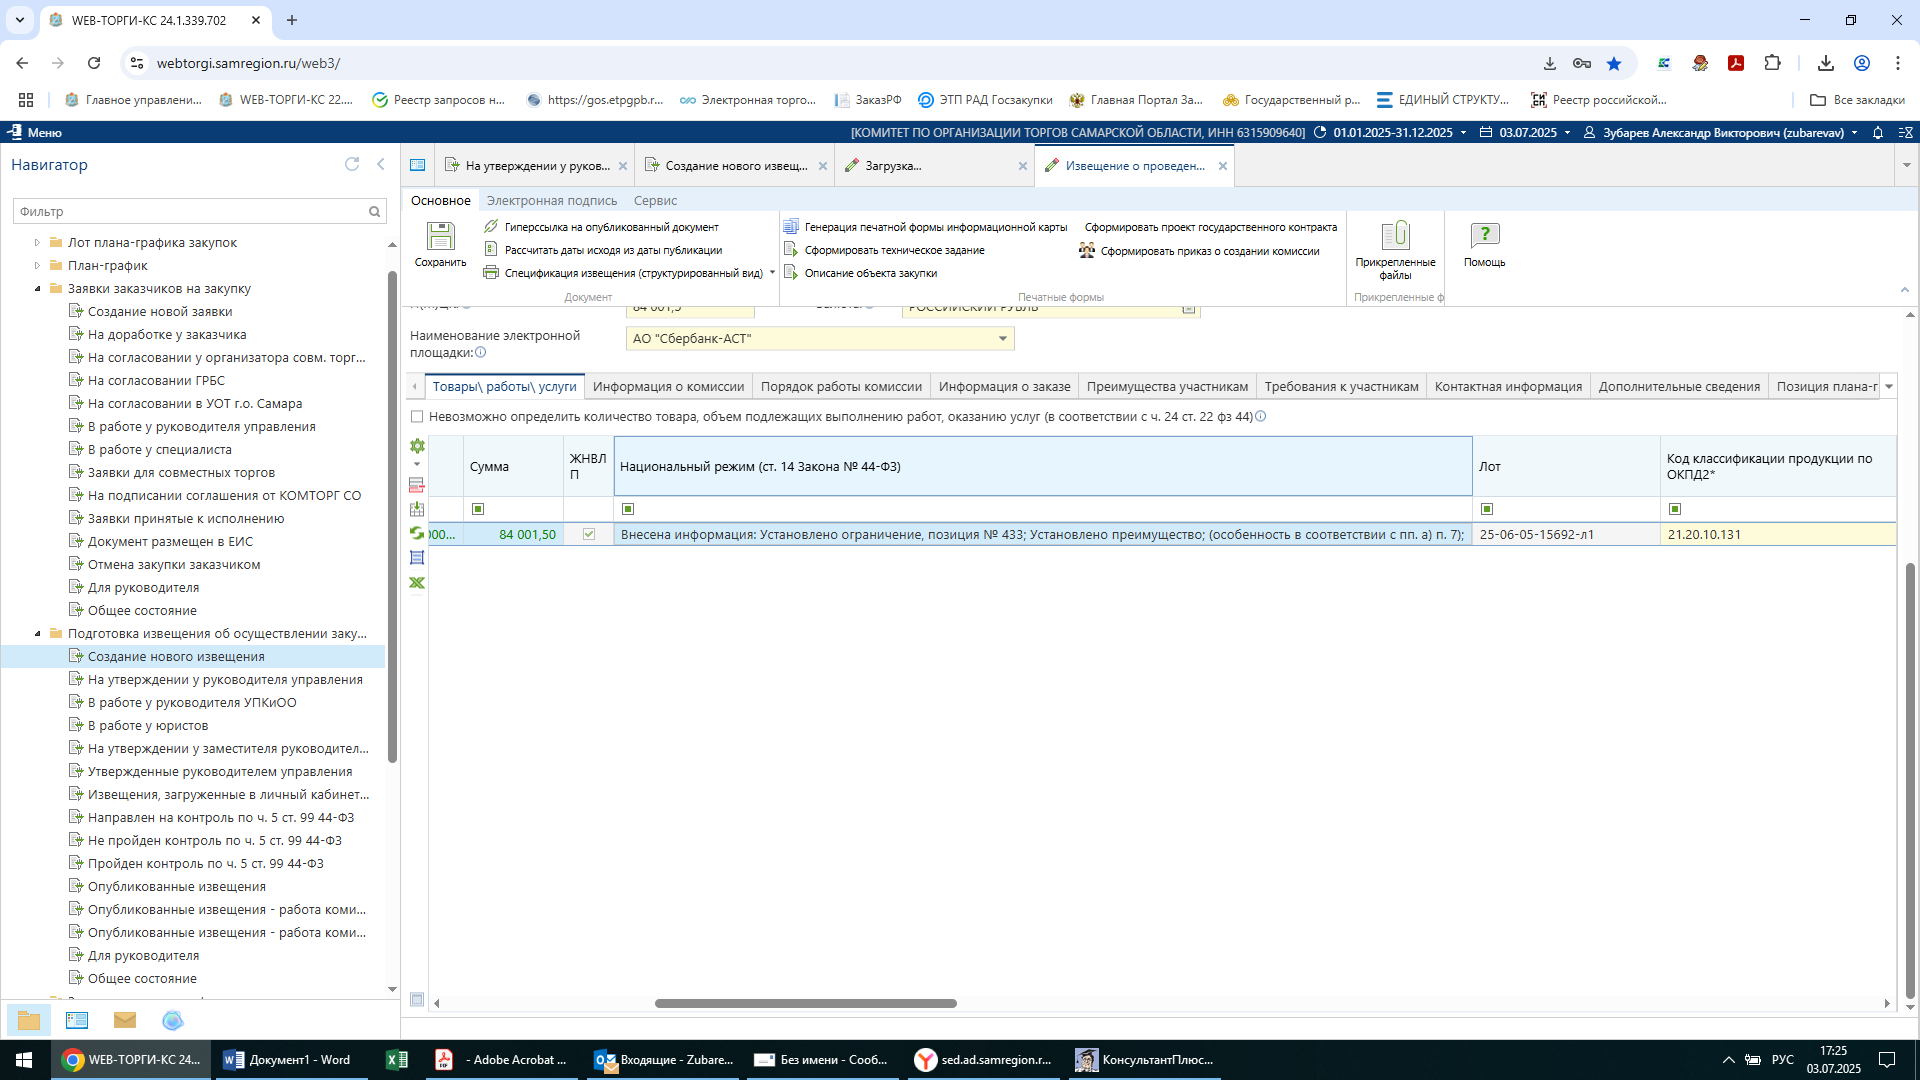 WEB-ТОРГИ-КС 24.1.339.702
webtorgi.samregion.ru/web3/
Главное управлени...
WEB-ТОРГИ-КС 22....
Реестр запросов н...
https://gos.etpgpb.r...
Электронная торго...
ЗаказРФ
ЭТП РАД Госзакупки
Главная Портал За...
Государственный р...
ЕДИНЫЙ СТРУКТУ...
Реестр российской...
Все закладки
Меню
[КОМИТЕТ ПО ОРГАНИЗАЦИИ ТОРГОВ САМАРСКОЙ ОБЛАСТИ, ИНН 6315909640]
01.01.2025-31.12.2025
03.07.2025
Зубарев Александр Викторович (zubarevav)
Навигатор
Фильтр
Лот плана-графика закупок
План-график
Заявки заказчиков на закупку
Создание новой заявки
На доработке у заказчика
На согласовании у организатора совм. торг...
На согласовании ГРБС
На согласовании в УОТ г.о. Самара
В работе у руководителя управления
В работе у специалиста
Заявки для совместных торгов
На подписании соглашения от КОМТОРГ СО
Заявки принятые к исполнению
Документ размещен в ЕИС
Отмена закупки заказчиком
Для руководителя
Общее состояние
Подготовка извещения об осуществлении заку...
Создание нового извещения
На утверждении у руководителя управления
В работе у руководителя УПКиОО
В работе у юристов
На утверждении у заместителя руководител...
Утвержденные руководителем управления
Извещения, загруженные в личный кабинет...
Направлен на контроль по ч. 5 ст. 99 44-ФЗ
Не пройден контроль по ч. 5 ст. 99 44-ФЗ
Пройден контроль по ч. 5 ст. 99 44-ФЗ
Опубликованные извещения
Опубликованные извещения - работа коми...
Опубликованные извещения - работа коми...
Для руководителя
Общее состояние
На утверждении у руков...
Создание нового извещ...
Загрузка...
Извещение о проведен...
Основное
Электронная подпись
Сервис
Сохранить
Гиперссылка на опубликованный документ
Рассчитать даты исходя из даты публикации
Спецификация извещения (структурированный вид)
Документ
Генерация печатной формы информационной карты
Сформировать техническое задание
Описание объекта закупки
Сформировать проект государственного контракта
Сформировать приказ о создании комиссии
Печатные формы
Прикрепленные файлы
Прикрепленные ф
Помощь
84 001,5
РОССИЙСКИЙ РУБЛЬ
Наименование электронной площадки:
АО "Сбербанк-АСТ"
Товары\ работы\ услуги
Информация о комиссии
Порядок работы комиссии
Информация о заказе
Преимущества участникам
Требования к участникам
Контактная информация
Дополнительные сведения
Позиция плана-г
Невозможно определить количество товара, объем подлежащих выполнению работ, оказанию услуг (в соответствии с ч. 24 ст. 22 фз 44)
Сумма
ЖНВЛП
Национальный режим (ст. 14 Закона № 44-ФЗ)
Лот
Код классификации продукции по ОКПД2*
000...
84 001,50
Внесена информация: Установлено ограничение, позиция № 433; Установлено преимущество; (особенность в соответствии с пп. а) п. 7);
25-06-05-15692-л1
21.20.10.131
WEB-ТОРГИ-КС 24...
Документ1 - Word
- Adobe Acrobat ...
Входящие - Zubare...
Без имени - Сооб...
sed.ad.samregion.r...
КонсультантПлюс...
РУС
17:25
03.07.2025